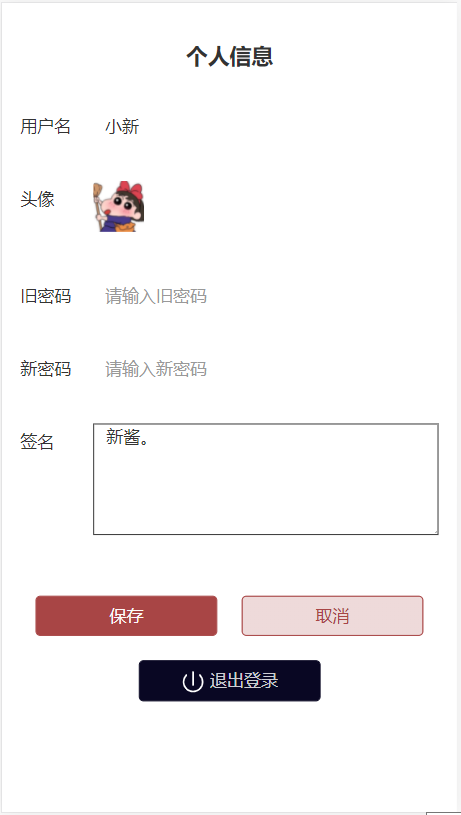 个人信息
用户名 小新
头像
旧密码 请输入旧密码
新密码 请输入新密码
签名 新酱。
保存 取消
退出登录